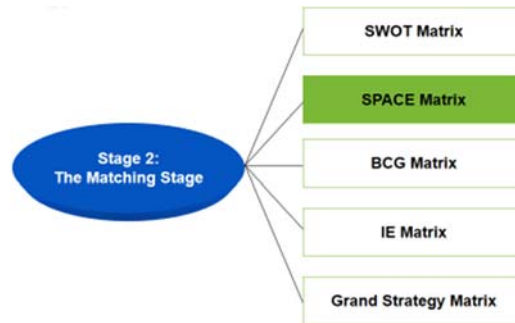 SWOT Matrix
SPACE Matrix
Stage 2:
The Matching Stage
BCG Matrix
IE Matrix
Grand Strategy Matrix